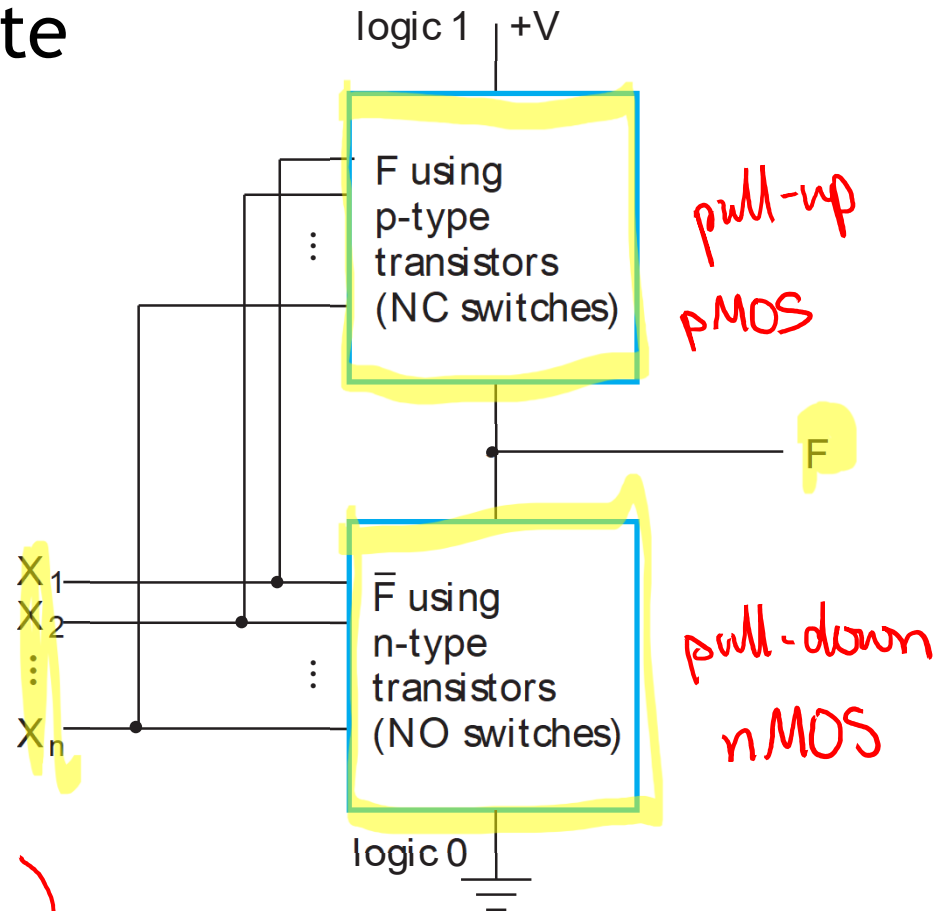 te
logic 1 +V
F using
p-type
transistors
(NC switches)
⋮
pull-up
pMOS
F
X1
X2
⋮
Xn
F̅ using
n-type
transistors
(NO switches)
⋮
pull-down
nMOS
logic 0